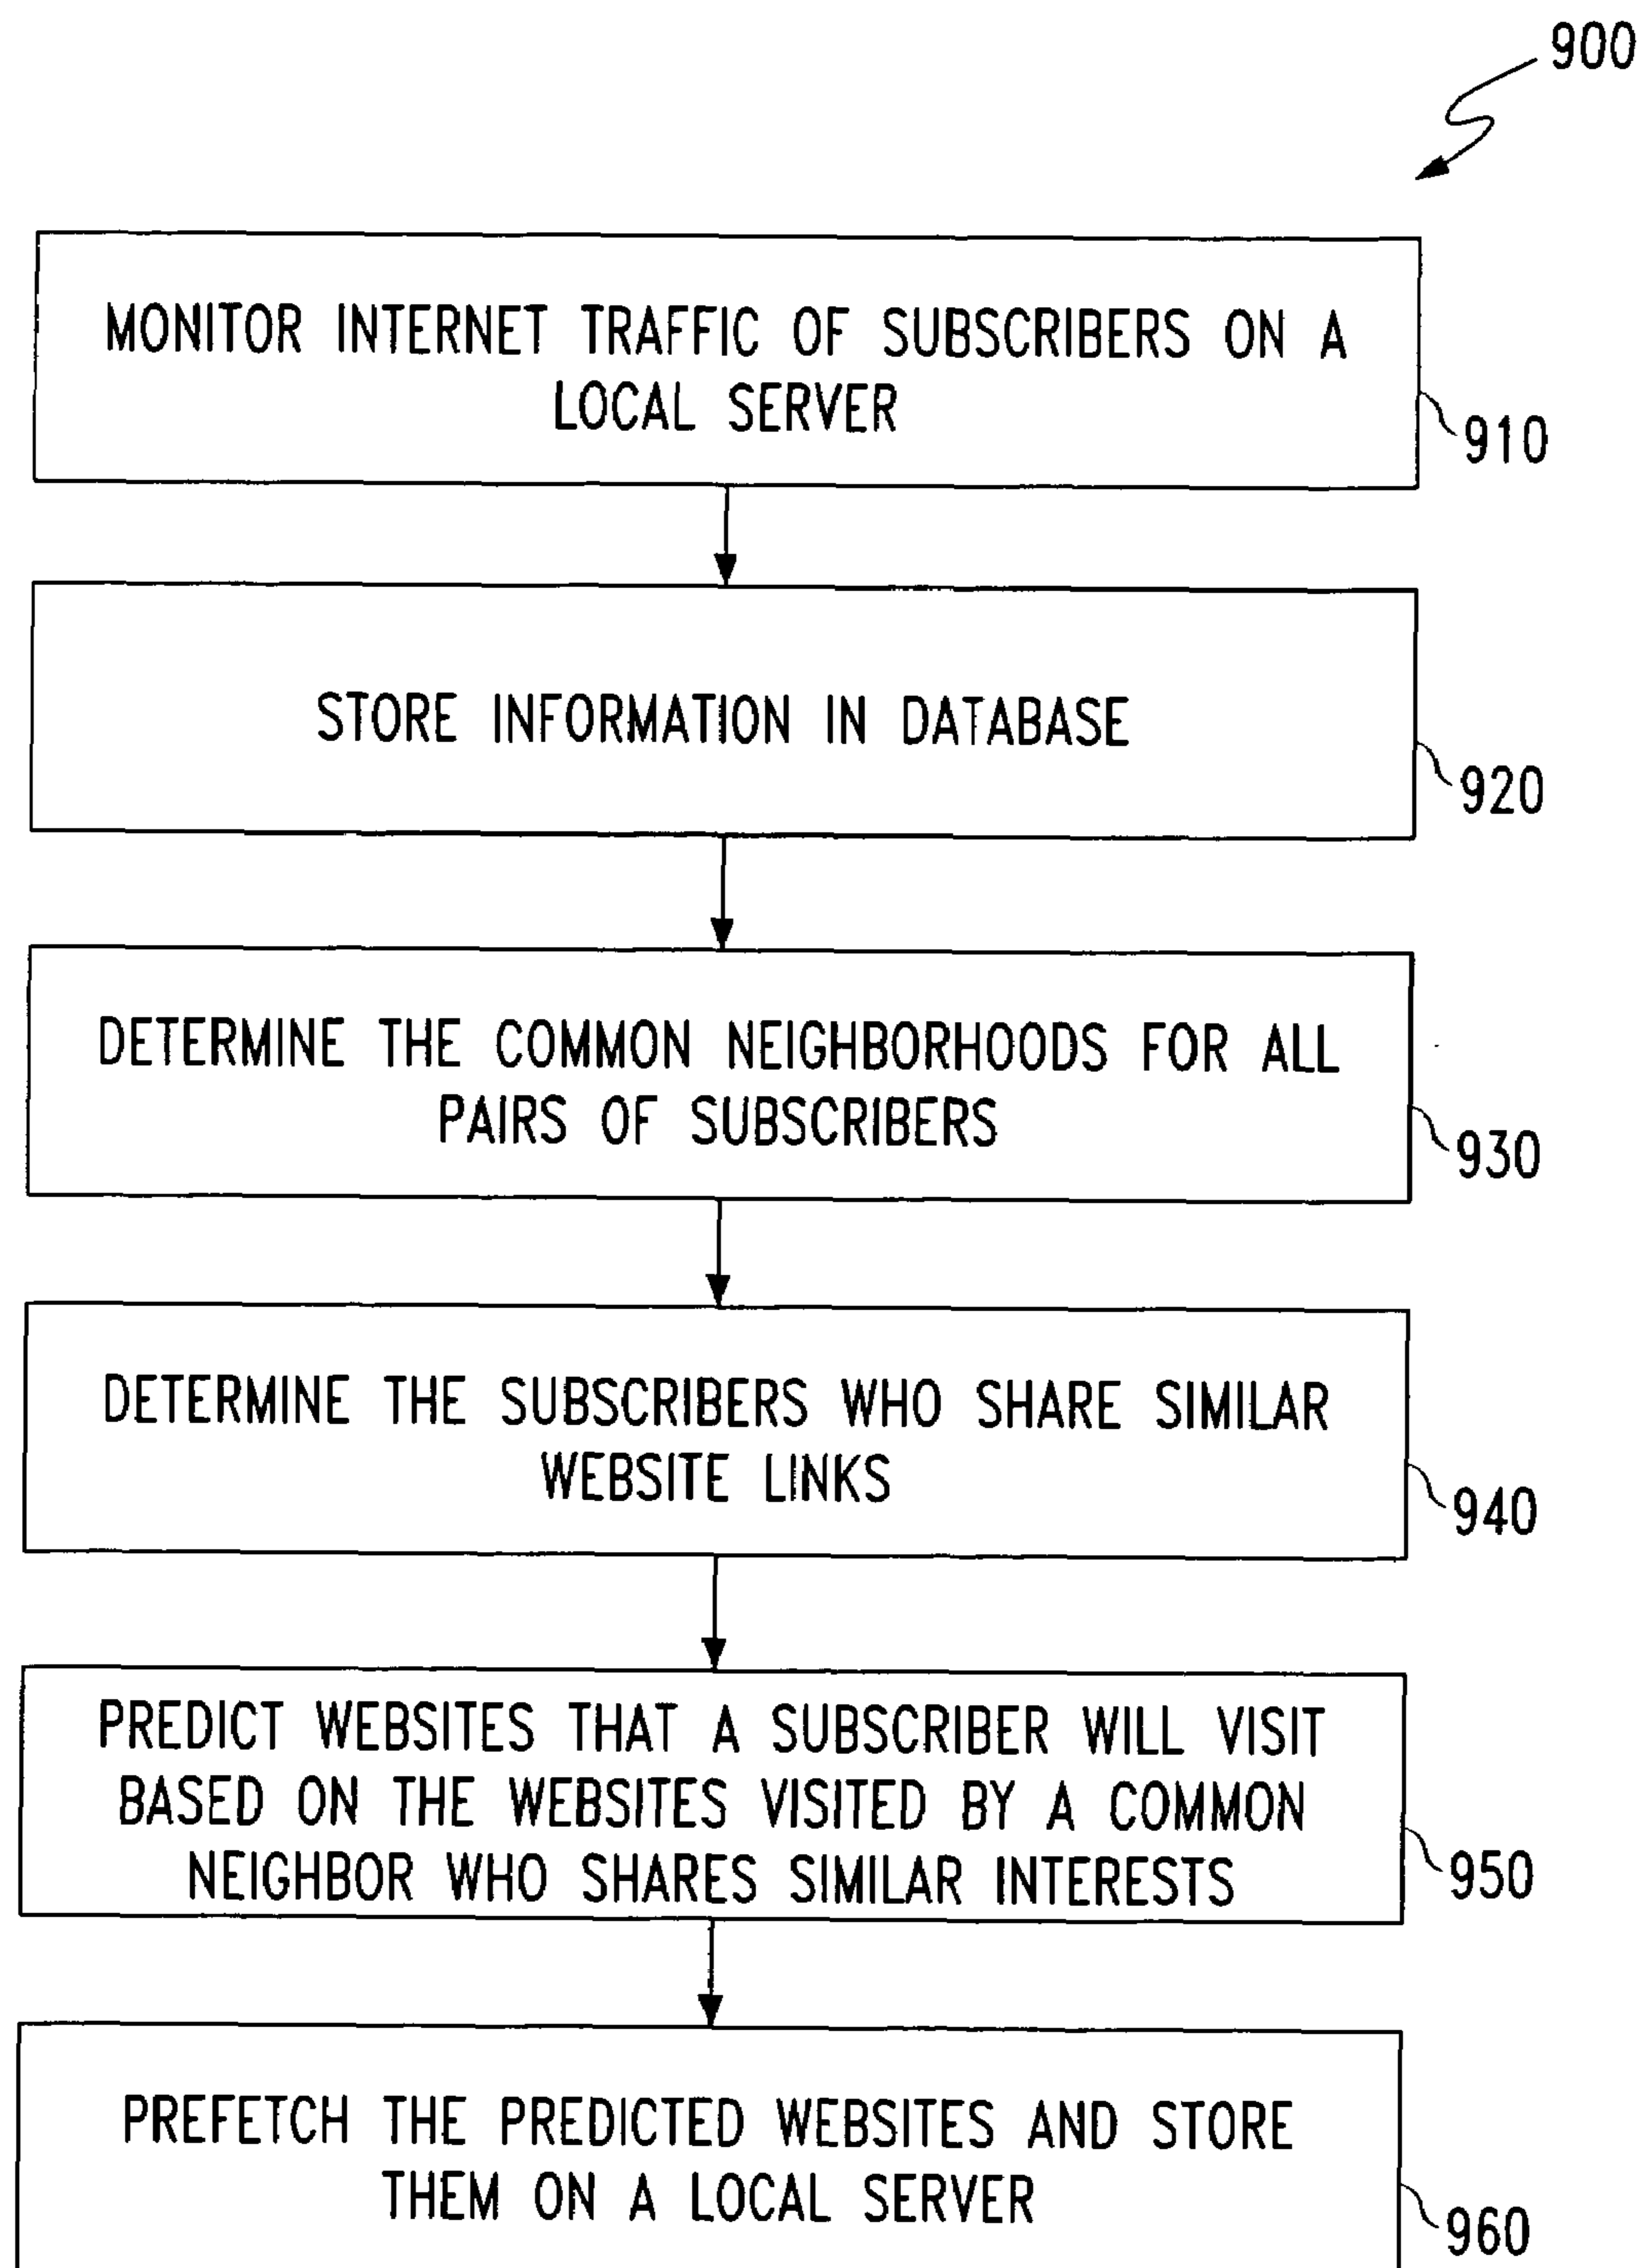 900
MONITOR INTERNET TRAFFIC OF SUBSCRIBERS ON A
LOCAL SERVER
910
STORE INFORMATION IN DATABASE
920
DETERMINE THE COMMON NEIGHBORHOODS FOR ALL
PAIRS OF SUBSCRIBERS
930
DETERMINE THE SUBSCRIBERS WHO SHARE SIMILAR
WEBSITE LINKS
940
PREDICT WEBSITES THAT A SUBSCRIBER WILL VISIT
BASED ON THE WEBSITES VISITED BY A COMMON
NEIGHBOR WHO SHARES SIMILAR INTERESTS
950
PREFETCH THE PREDICTED WEBSITES AND STORE
THEM ON A LOCAL SERVER
960